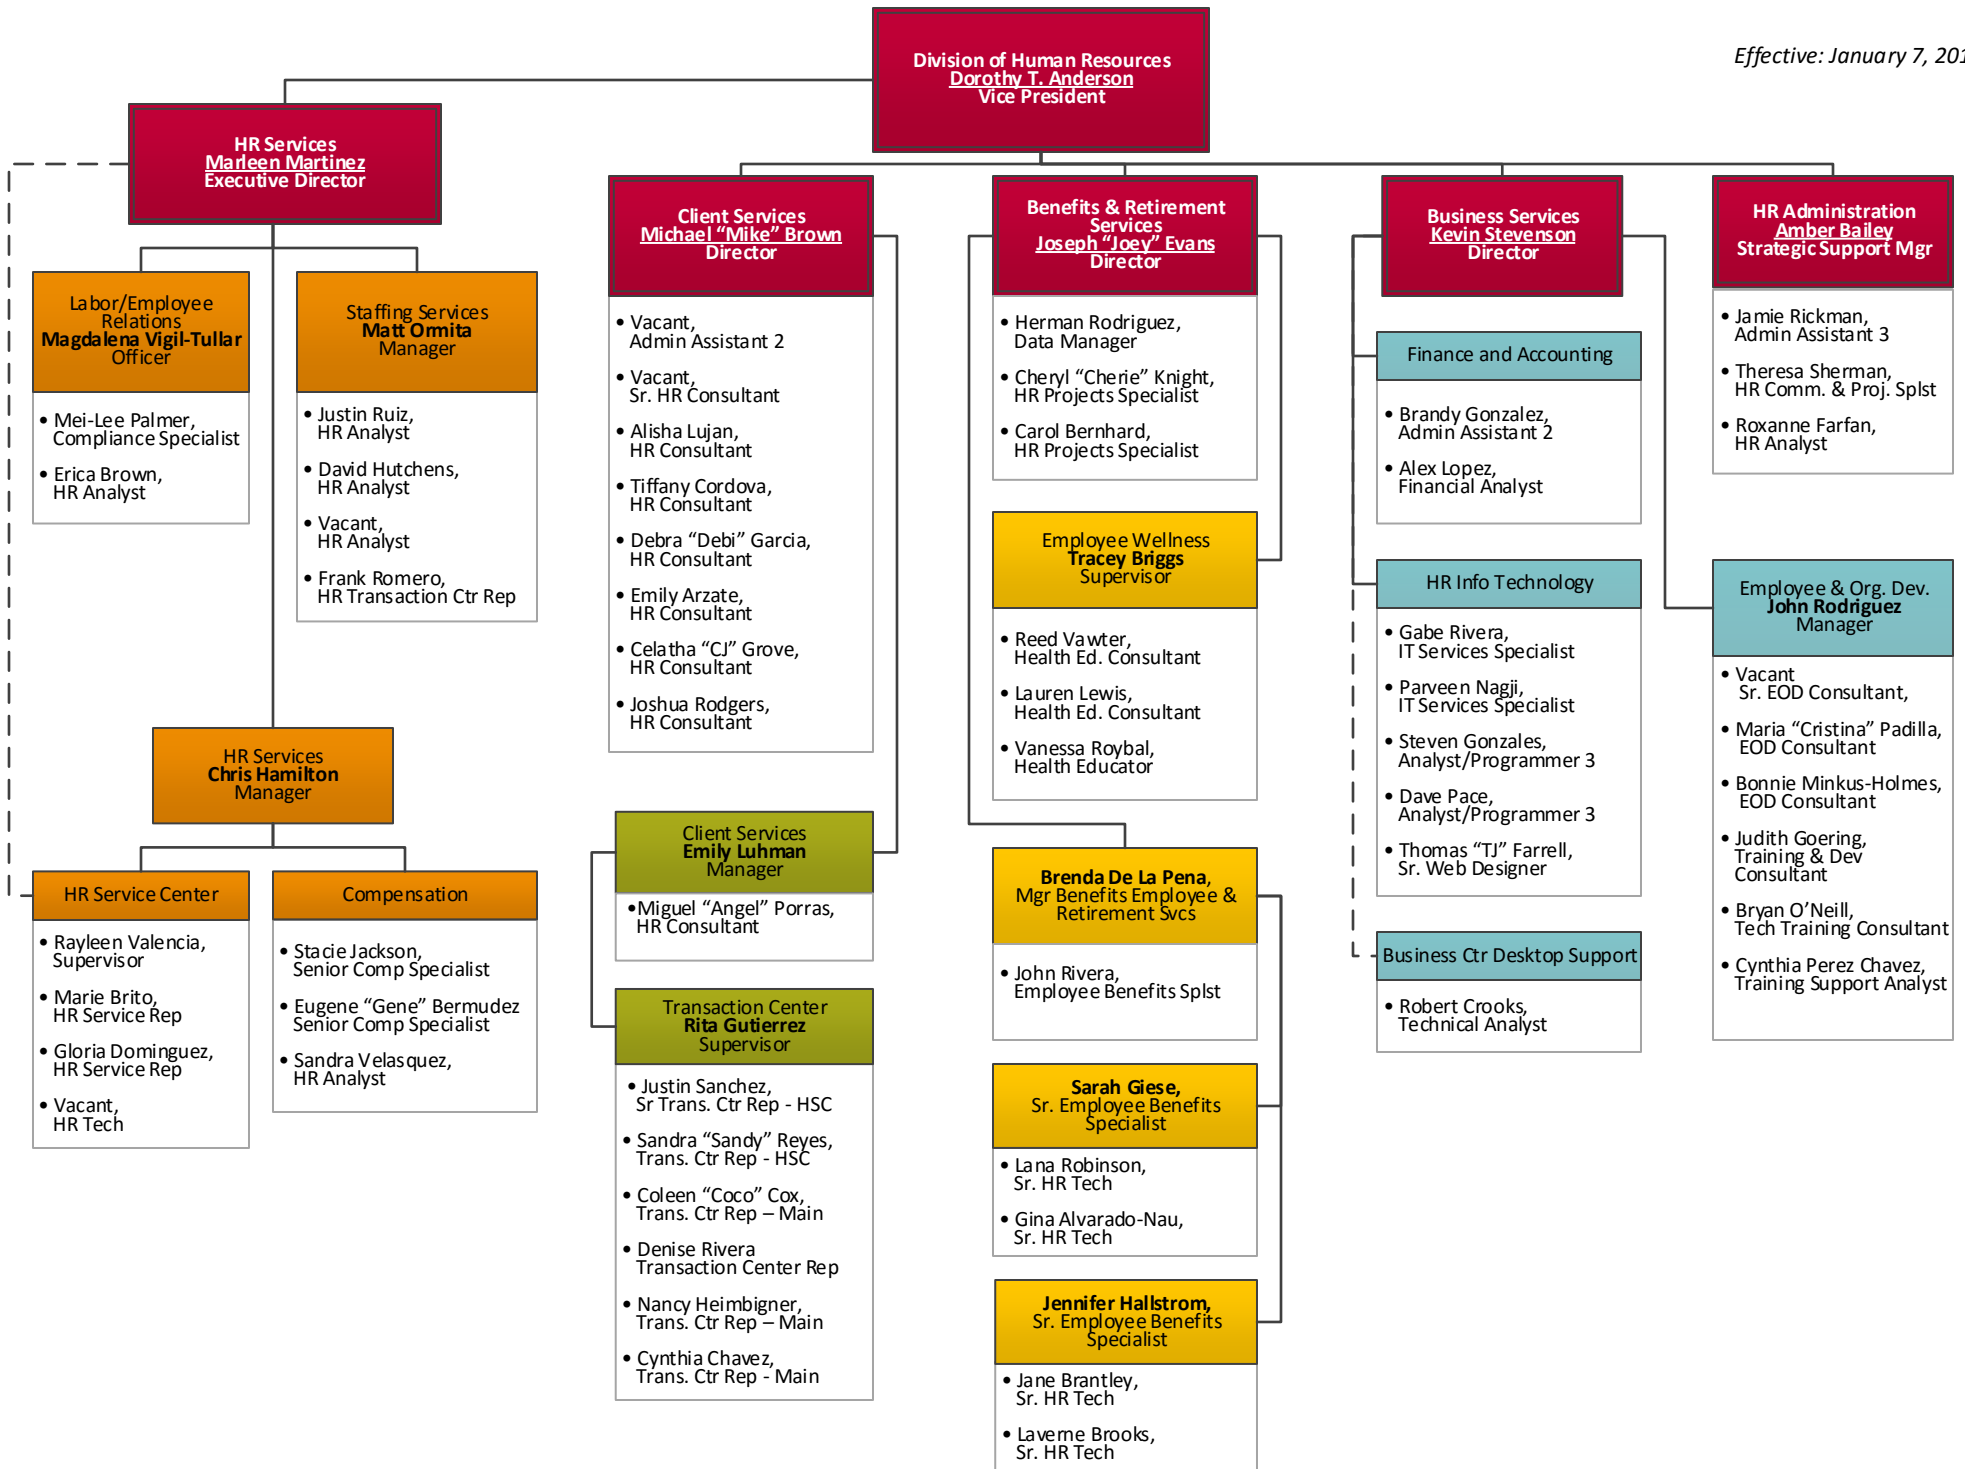 Division of Human Resources
Dorothy T. Anderson
Vice President
Effective: January 7, 201
HR Services
Marleen Martinez
Executive Director
Labor/Employee
Relations
Magdalena Vigil-Tullar
Officer
• Mei-Lee Palmer,
Compliance Specialist
• Erica Brown,
HR Analyst
Staffing Services
Matt Ormita
Manager
• Justin Ruiz,
HR Analyst
• David Hutchens,
HR Analyst
• Vacant,
HR Analyst
• Frank Romero,
HR Transaction Ctr Rep
HR Services
Chris Hamilton
Manager
HR Service Center
• Rayleen Valencia,
Supervisor
• Marie Brito,
HR Service Rep
• Gloria Dominguez,
HR Service Rep
• Vacant,
HR Tech
Compensation
• Stacie Jackson,
Senior Comp Specialist
• Eugene “Gene” Bermudez
Senior Comp Specialist
• Sandra Velasquez,
HR Analyst
Client Services
Michael “Mike” Brown
Director
• Vacant,
Admin Assistant 2
• Vacant,
Sr. HR Consultant
• Alisha Lujan,
HR Consultant
• Tiffany Cordova,
HR Consultant
• Debra “Debi” Garcia,
HR Consultant
• Emily Arzate,
HR Consultant
• Celatha “CJ” Grove,
HR Consultant
• Joshua Rodgers,
HR Consultant
Client Services
Emily Luhman
Manager
•Miguel "Angel" Porras,
HR Consultant
Transaction Center
Rita Gutierrez
Supervisor
• Justin Sanchez,
Sr Trans. Ctr Rep - HSC
• Sandra “Sandy” Reyes,
Trans. Ctr Rep - HSC
• Coleen “Coco” Cox,
Trans. Ctr Rep – Main
• Denise Rivera
Transaction Center Rep
• Nancy Heimbigner,
Trans. Ctr Rep – Main
• Cynthia Chavez,
Trans. Ctr Rep - Main
Benefits & Retirement
Services
Joseph “Joey” Evans
Director
• Herman Rodriguez,
Data Manager
• Cheryl “Cherie” Knight,
HR Projects Specialist
• Carol Bernhard,
HR Projects Specialist
Employee Wellness
Tracey Briggs
Supervisor
• Reed Vawter,
Health Ed. Consultant
• Lauren Lewis,
Health Ed. Consultant
• Vanessa Roybal,
Health Educator
Brenda De La Pena,
Mgr Benefits Employee &
Retirement Svcs
• John Rivera,
Employee Benefits Splst
Sarah Giese,
Sr. Employee Benefits
Specialist
• Lana Robinson,
Sr. HR Tech
• Gina Alvarado-Nau,
Sr. HR Tech
Jennifer Hallstrom,
Sr. Employee Benefits
Specialist
• Jane Brantley,
Sr. HR Tech
• Laverne Brooks,
Sr. HR Tech
Business Services
Kevin Stevenson
Director
Finance and Accounting
• Brandy Gonzalez,
Admin Assistant 2
• Alex Lopez,
Financial Analyst
HR Info Technology
• Gabe Rivera,
IT Services Specialist
• Parveen Nagji,
IT Services Specialist
• Steven Gonzales,
Analyst/Programmer 3
• Dave Pace,
Analyst/Programmer 3
• Thomas “TJ” Farrell,
Sr. Web Designer
Business Ctr Desktop Support
• Robert Crooks,
Technical Analyst
HR Administration
Amber Bailey
Strategic Support Mgr
• Jamie Rickman,
Admin Assistant 3
• Theresa Sherman,
HR Comm. & Proj. Splst
• Roxanne Farfan,
HR Analyst
Employee & Org. Dev.
John Rodriguez
Manager
• Vacant
Sr. EOD Consultant,
• Maria “Cristina” Padilla,
EOD Consultant
• Bonnie Minkus-Holmes,
EOD Consultant
• Judith Goering,
Training & Dev
Consultant
• Bryan O’Neill,
Tech Training Consultant
• Cynthia Perez Chavez,
Training Support Analyst